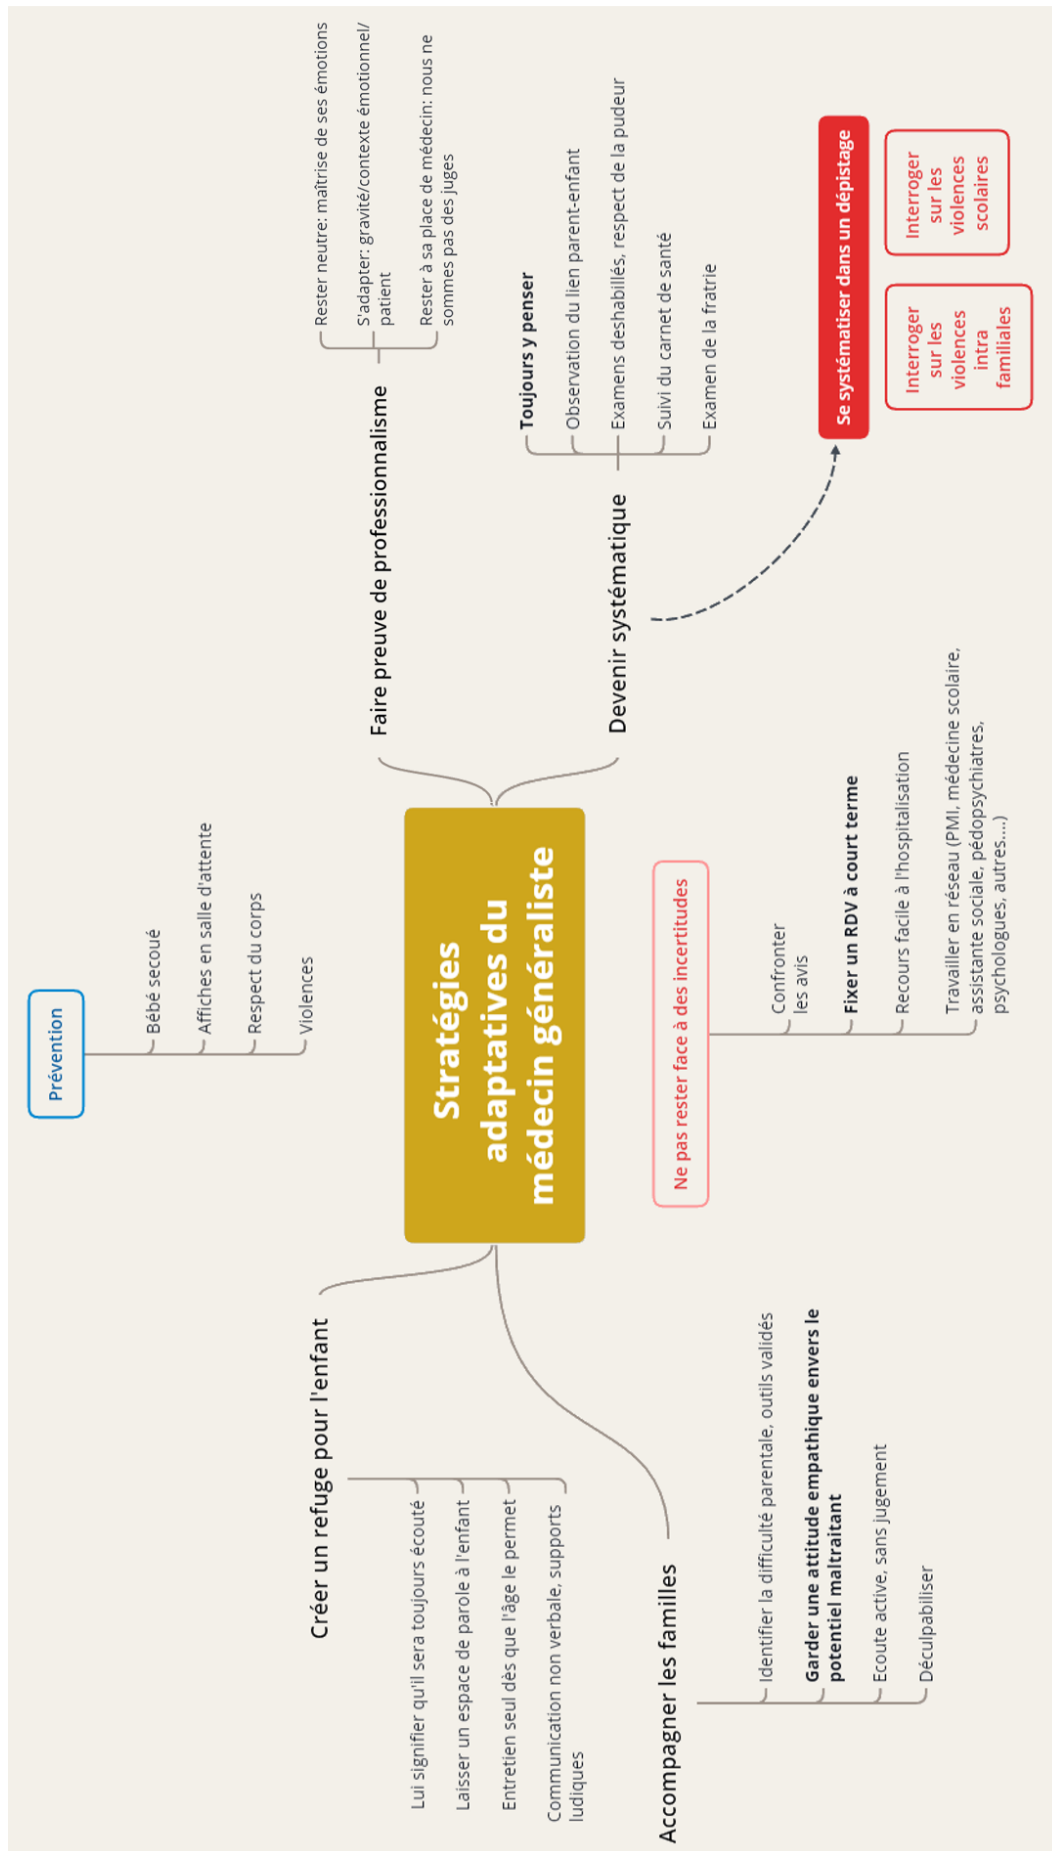 Prévention
Bébé secoué
Affiches en salle d'attente
Respect du corps
Violences
Créer un refuge pour l'enfant
Lui signifier qu'il sera toujours écouté
Laisser un espace de parole à l'enfant
Entretien seul dès que l'âge le permet
Communication non verbale, supports
ludiques
Faire preuve de professionnalisme
Rester neutre: maîtrise de ses émotions
S'adapter: gravité/contexte émotionnel/
patient
Rester à sa place de médecin: nous ne
sommes pas des juges
Stratégies
adaptatives du
médecin généraliste
Devenir systématique
Toujours y penser
Observation du lien parent-enfant
Examens deshabillés, respect de la pudeur
Suivi du carnet de santé
Examen de la fratrie
Accompagner les familles
Identifier la difficulté parentale, outils validés
Garder une attitude empathique envers le
potentiel maltraitant
Ecoute active, sans jugement
Déculpabiliser
Ne pas rester face à des incertitudes
Confronter
les avis
Fixer un RDV à court terme
Recours facile à l'hospitalisation
Travailler en réseau (PMI, médecine scolaire,
assistante sociale, pédopsychiatres,
psychologues, autres....)
Se systématiser dans un dépistage
Interroger
sur les
violences
intra
familiales
Interroger
sur les
violences
scolaires